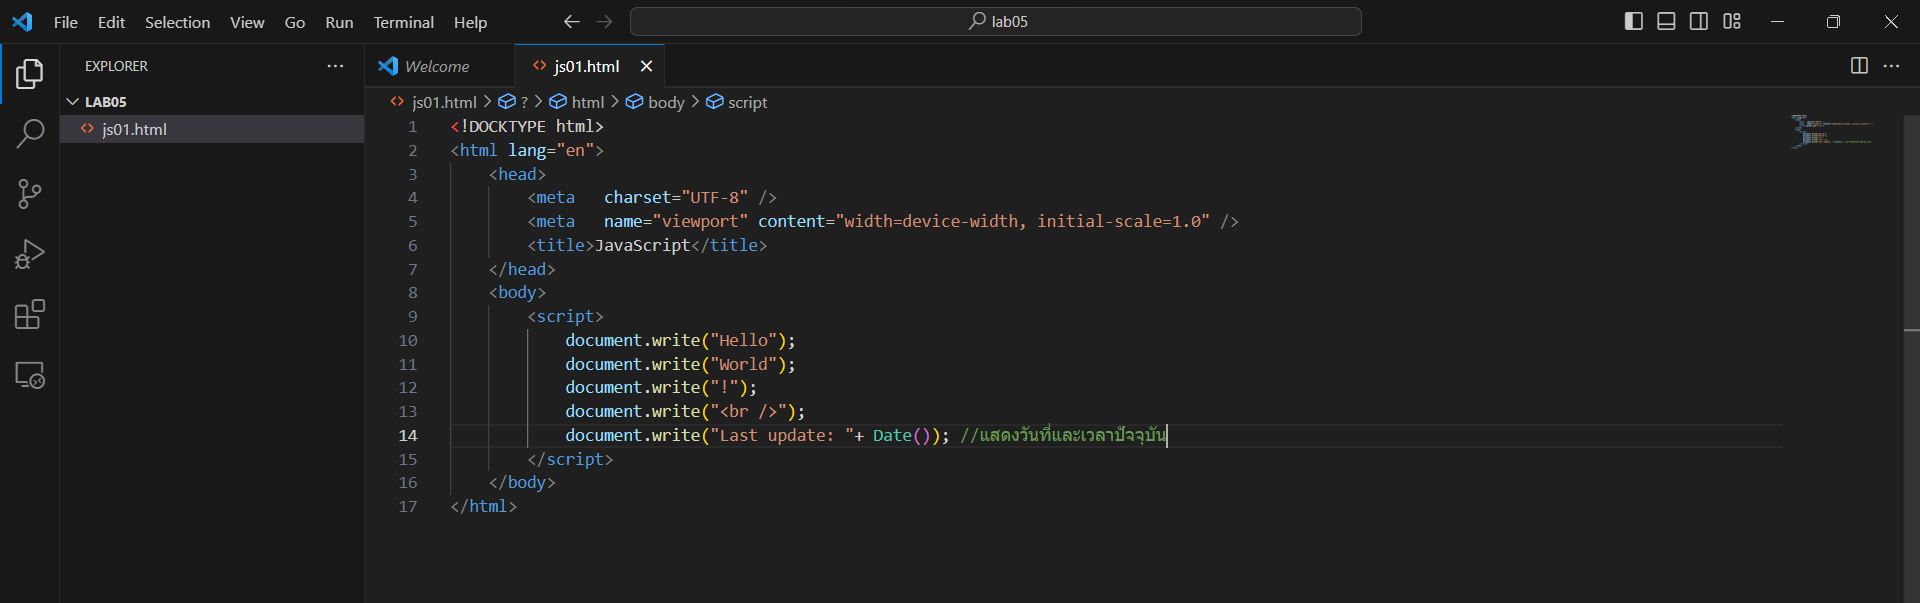 File Edit Selection View Go Run Terminal Help
lab05
EXPLORER
Welcome
js01.html
LAB05
js01.html
js01.html > ? > html > body > script
1 <!DOCKTYPE html>
2 <html lang="en">
3 <head>
4 <meta   charset="UTF-8" />
5 <meta   name="viewport" content="width=device-width, initial-scale=1.0" />
6 <title>JavaScript</title>
7 </head>
8 <body>
9 <script>
10 document.write("Hello");
11 document.write("World");
12 document.write("!");
13 document.write("<br />");
14 document.write("Last update: "+ Date()); //แสดงวันที่และเวลาปัจจุบัน
15 </script>
16 </body>
17 </html>